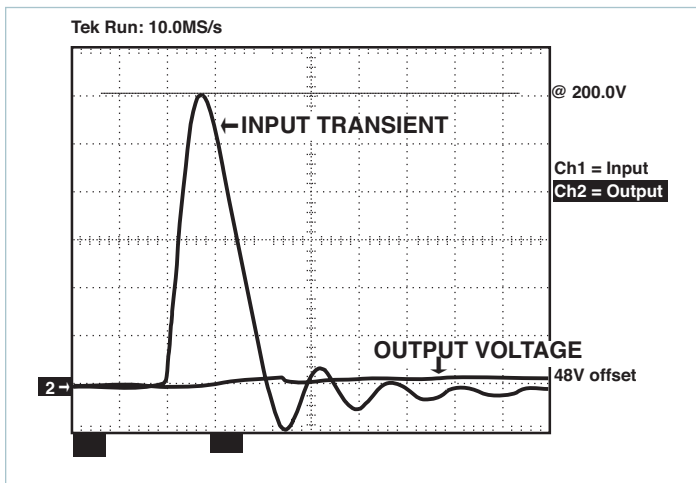 Tek Run: 10.0MS/s
@ 200.0V
←INPUT TRANSIENT
Ch1 = Input
Ch2 = Output
OUTPUT VOLTAGE
48V offset
2→